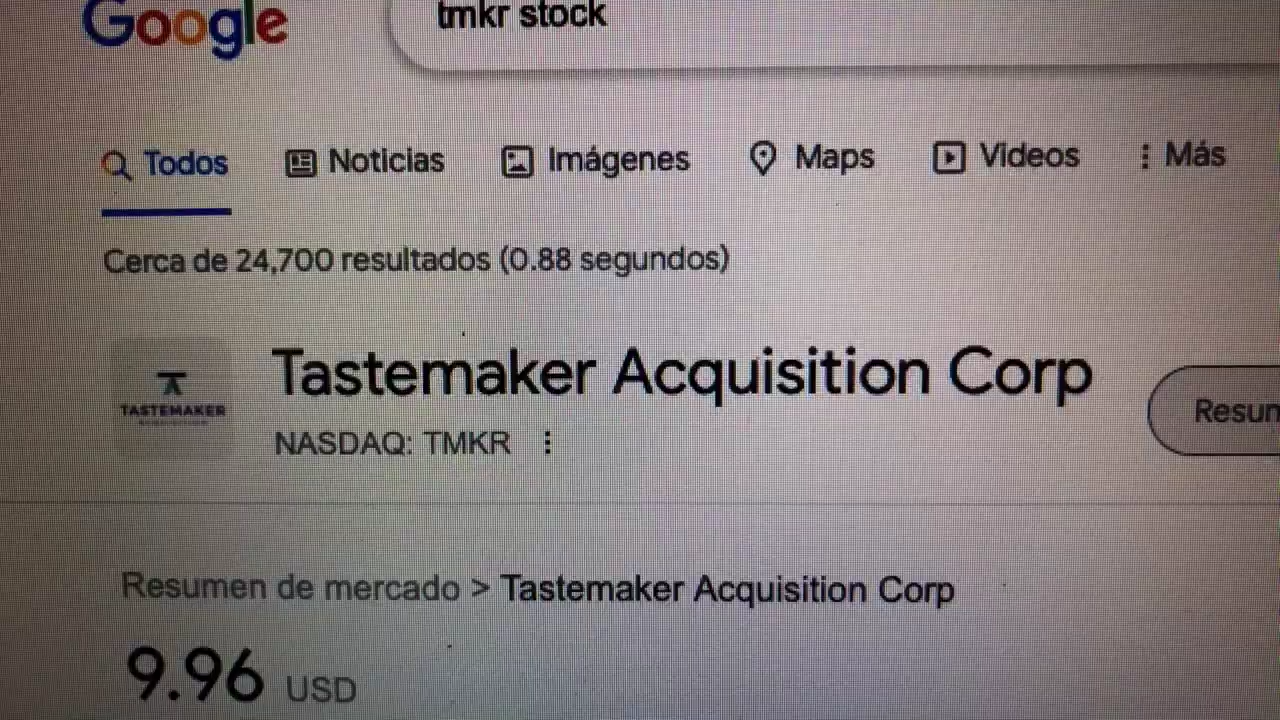 Google
tmkr stock
Todos Noticias Imágenes Maps Videos Más
Cerca de 24,700 resultados (0.88 segundos)
Tastemaker Acquisition Corp
TASTEMAKER
NASDAQ: TMKR
Resumen de mercado > Tastemaker Acquisition Corp
9.96 USD